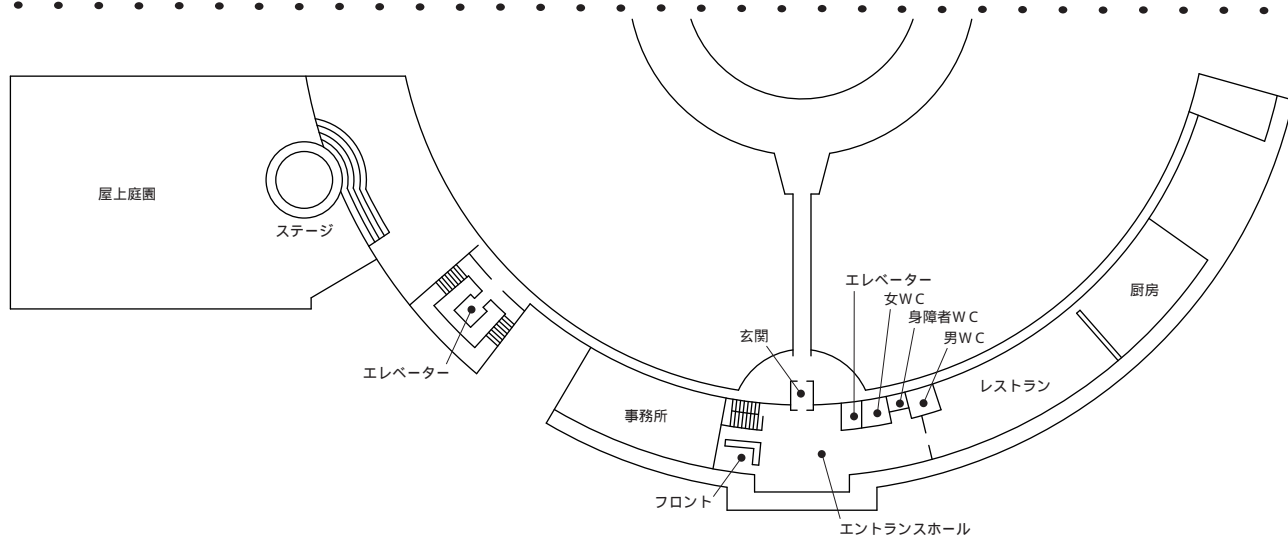 屋上庭園
ステージ
エレベーター
エレベーター
女ＷＣ
身障者ＷＣ
男ＷＣ
玄関
厨房
レストラン
事務所
フロント
エントランスホール